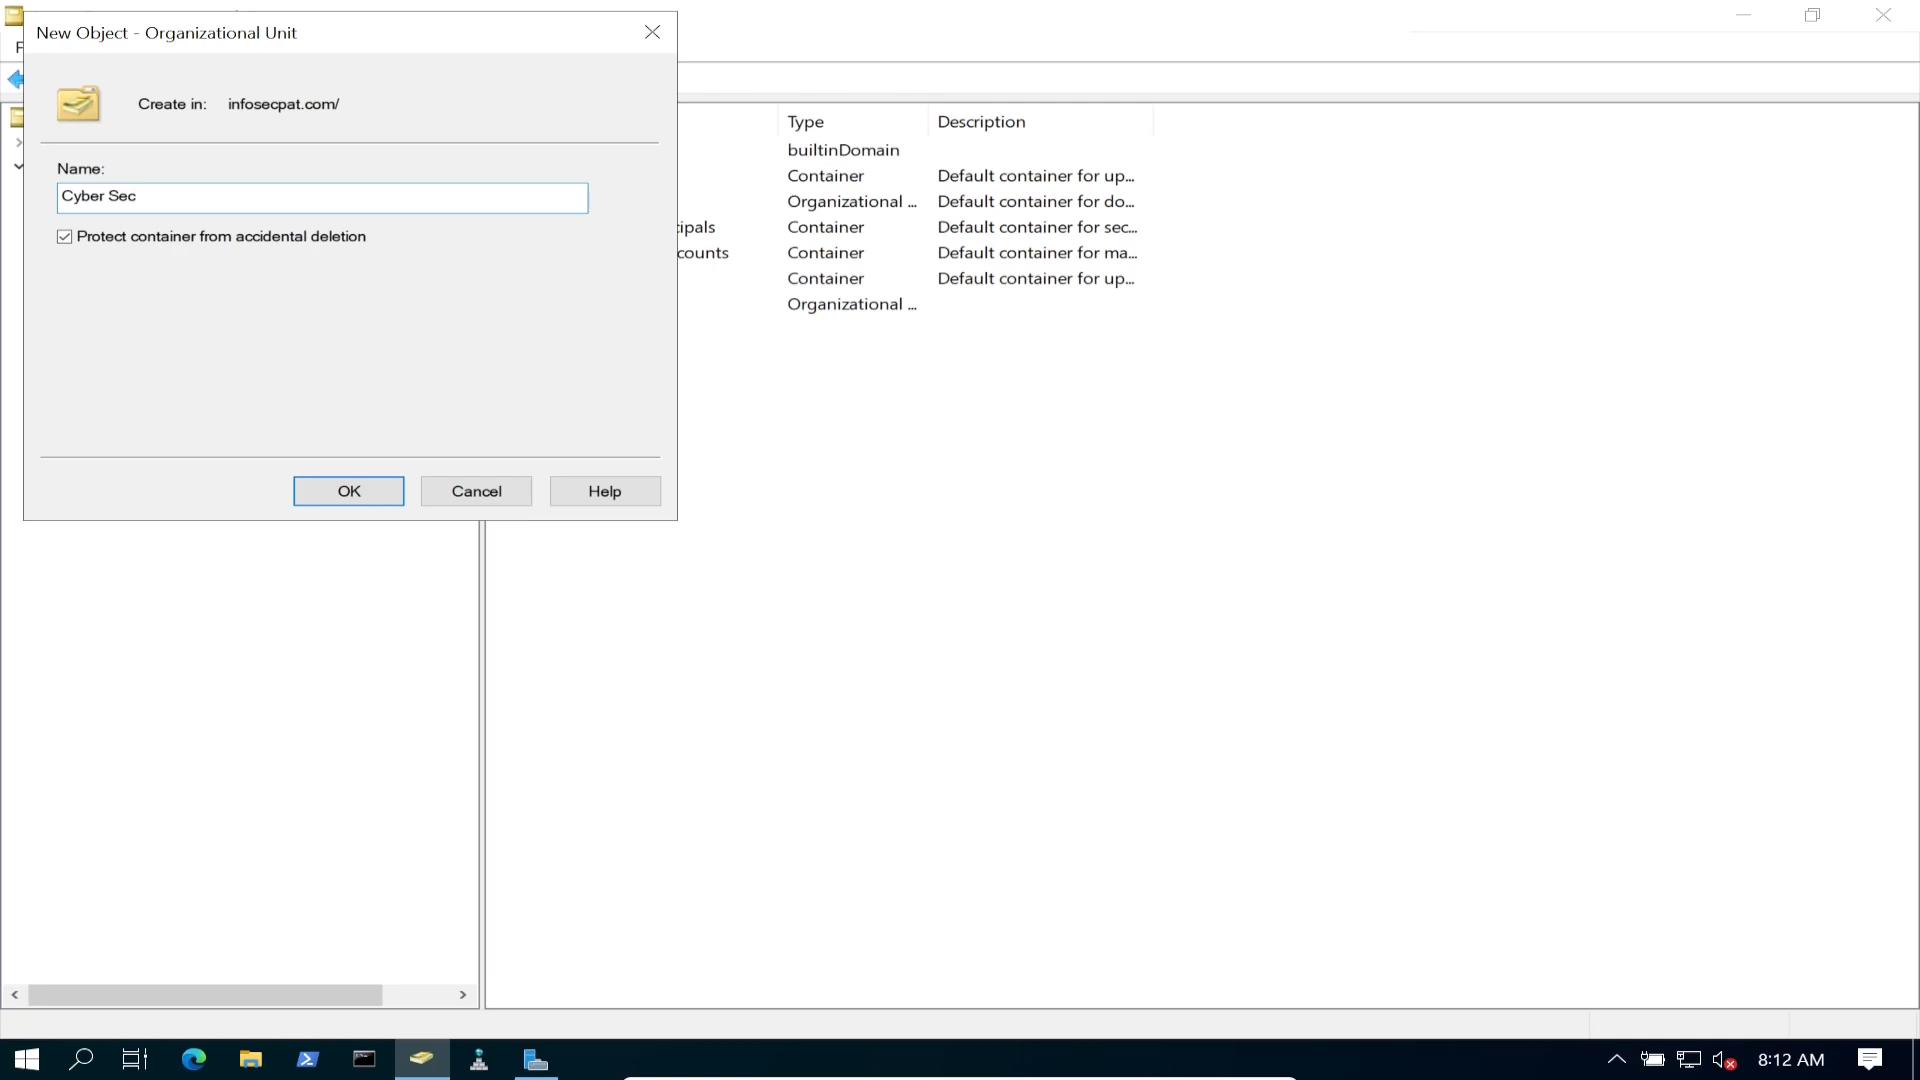 New Object - Organizational Unit
F
Create in: infosecpat.com/
Name:
Cyber Sec
Protect container from accidental deletion
OK Cancel Help
Type Description
builtinDomain
Container Default container for up...
Organizational ... Default container for do...
cipals Container Default container for sec...
counts Container Default container for ma...
Container Default container for up...
Organizational ...
8:12 AM